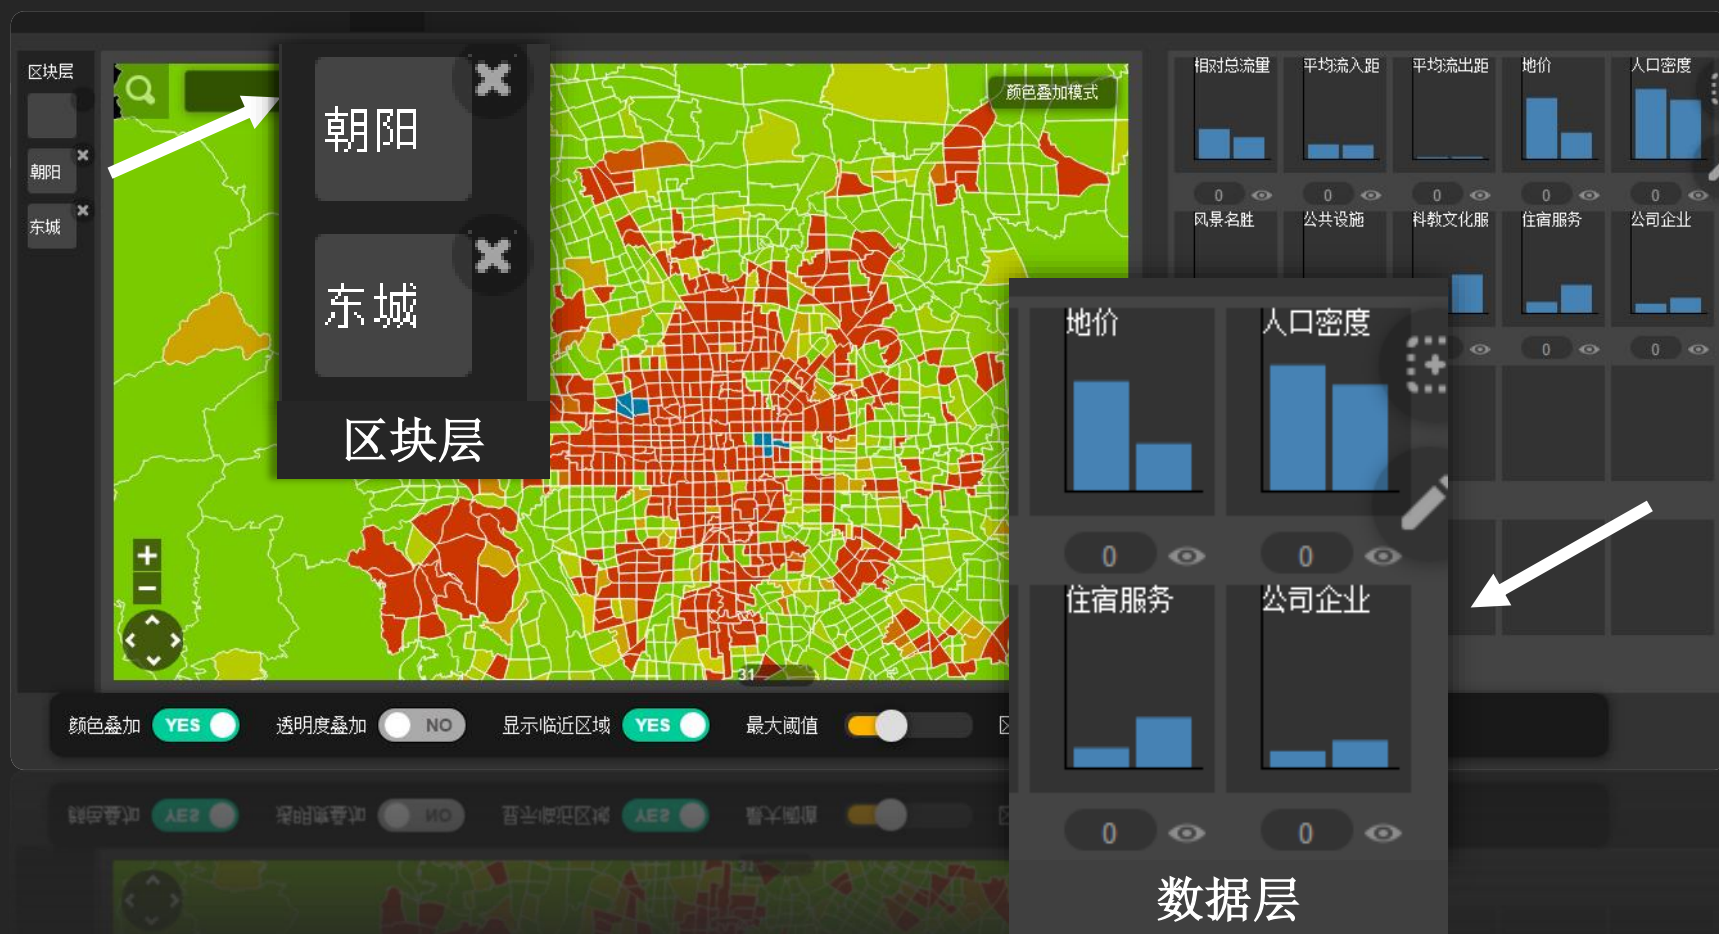 区块层
朝阳
东城
朝阳
东城
区块层
颜色叠加模式
相对总流量
平均流入距
平均流出距
地价
人口密度
0
0
0
0
0
风景名胜
公共设施
科教文化服
住宿服务
公司企业
0
0
地价
人口密度
0
0
住宿服务
公司企业
0
0
数据层
31
颜色叠加 YES
透明度叠加 NO
显示临近区域 YES
最大阈值